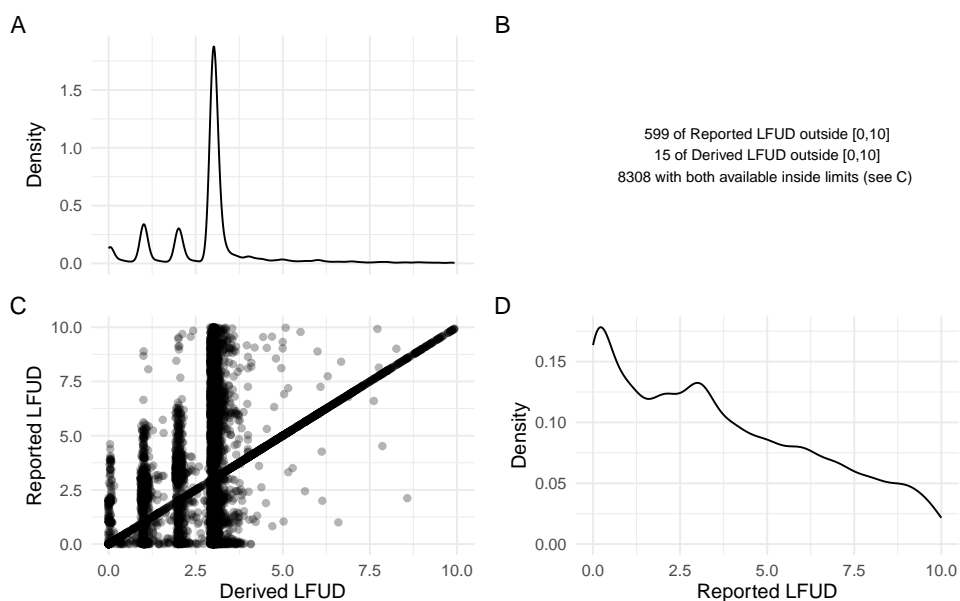 A
B
1.5
1.0
0.5
0.0
Density
599 of Reported LFUD outside [0,10]
15 of Derived LFUD outside [0,10]
8308 with both available inside limits (see C)
C
D
10.0
7.5
5.0
2.5
0.0
Reported LFUD
0.0 2.5 5.0 7.5 10.0
Derived LFUD
0.15
0.10
0.05
0.00
Density
0.0 2.5 5.0 7.5 10.0
Reported LFUD